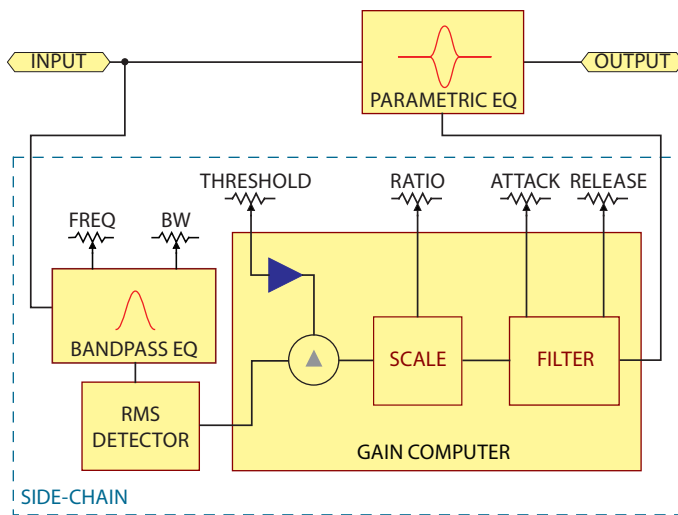 INPUT
PARAMETRIC EQ
OUTPUT
THRESHOLD
RATIO
ATTACK
RELEASE
FREQ
BW
BANDPASS EQ
SCALE
FILTER
RMS
DETECTOR
GAIN COMPUTER
SIDE-CHAIN